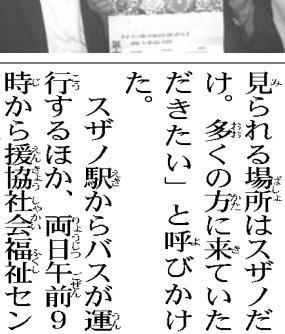 見られる場所はスザノだ
け。多くの方に来ていた
だきたい」と呼びかけ
た。
　スザノ駅からバスが運
行するほか、両日午前9
時から援協社会福祉セン